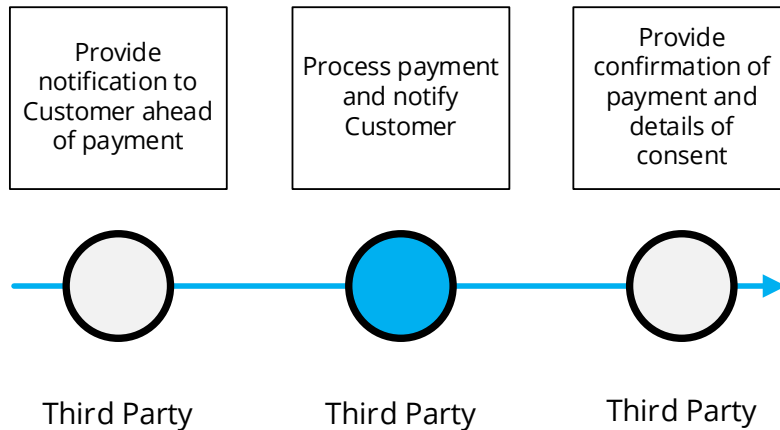 Provide
notification to
Customer ahead
of payment
Process payment
and notify
Customer
Provide
confirmation of
payment and
details of
consent
Third Party
Third Party
Third Party